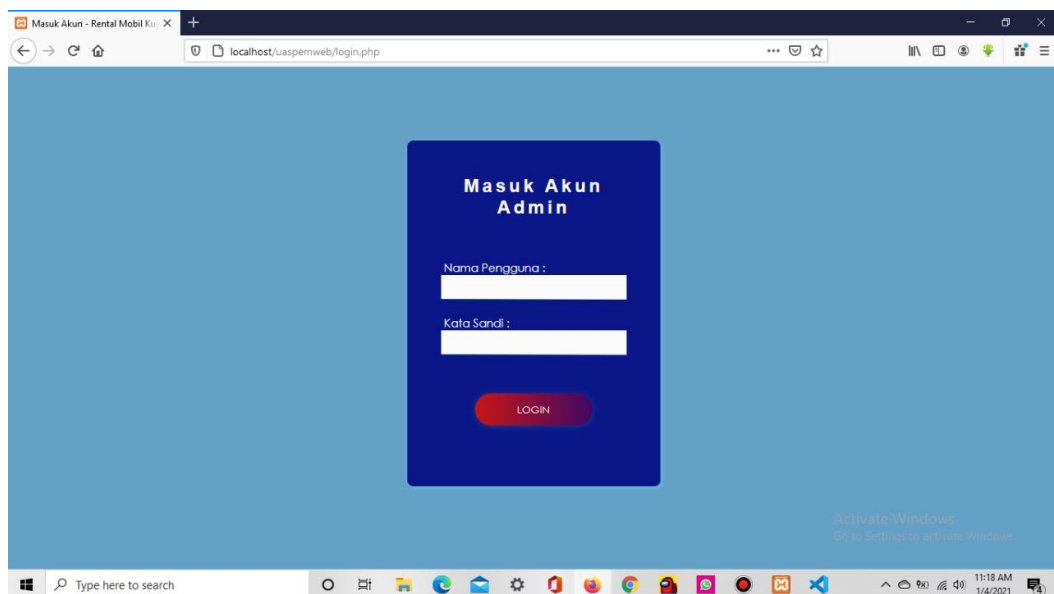 Masuk Akun - Rental Mobil Ku
localhost/uaspemweb/login.php
Masuk Akun
Admin
Nama Pengguna :
Kata Sandi :
LOGIN
Activate Windows
Go to Settings to activate Windows.
Type here to search
11:18 AM
1/4/2021
4